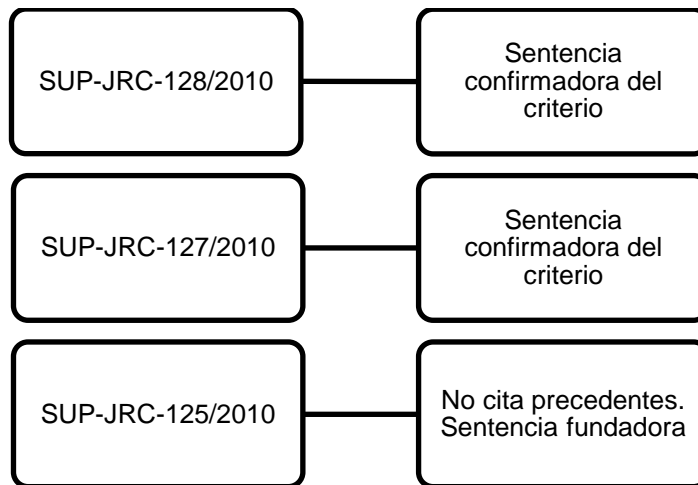 SUP-JRC-128/2010
Sentencia
confirmadora del
criterio
SUP-JRC-127/2010
Sentencia
confirmadora del
criterio
SUP-JRC-125/2010
No cita precedentes.
Sentencia fundadora